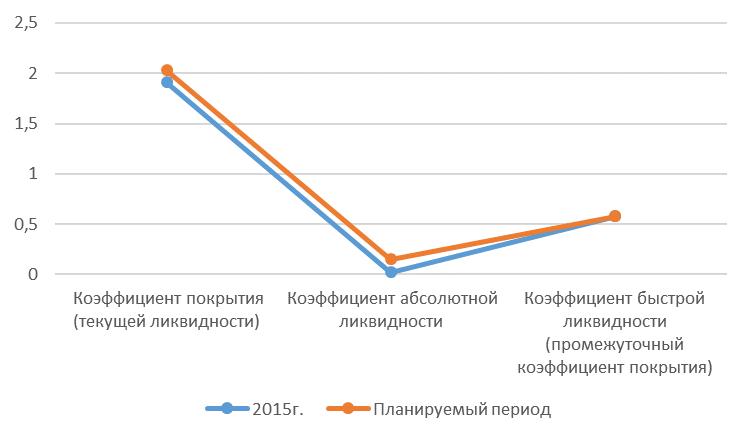 2,5
2
1,5
1
0,5
0
Коэффициент покрытия
(текущей ликвидности)
Коэффициент абсолютной
ликвидности
Коэффициент быстрой
ликвидности
(промежуточный
коэффициент покрытия)
2015г.
Планируемый период